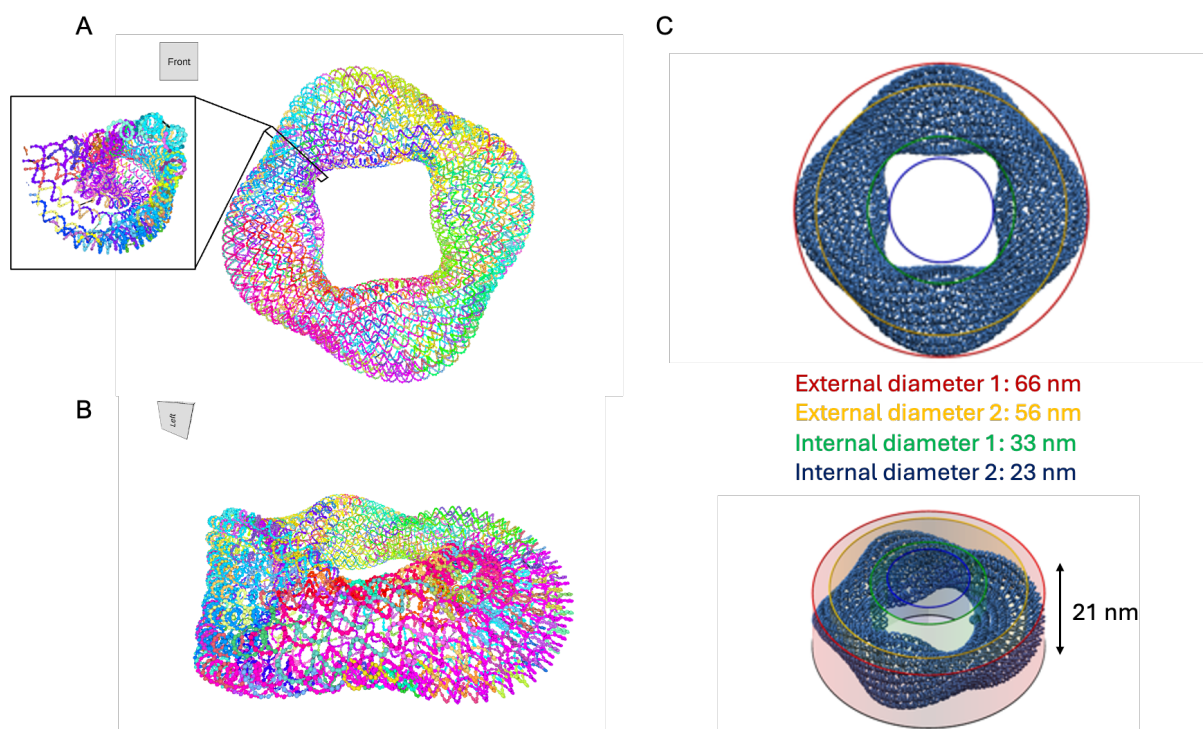 A
Front
B
Left
C
External diameter 1: 66 nm
External diameter 2: 56 nm
Internal diameter 1: 33 nm
Internal diameter 2: 23 nm
21 nm